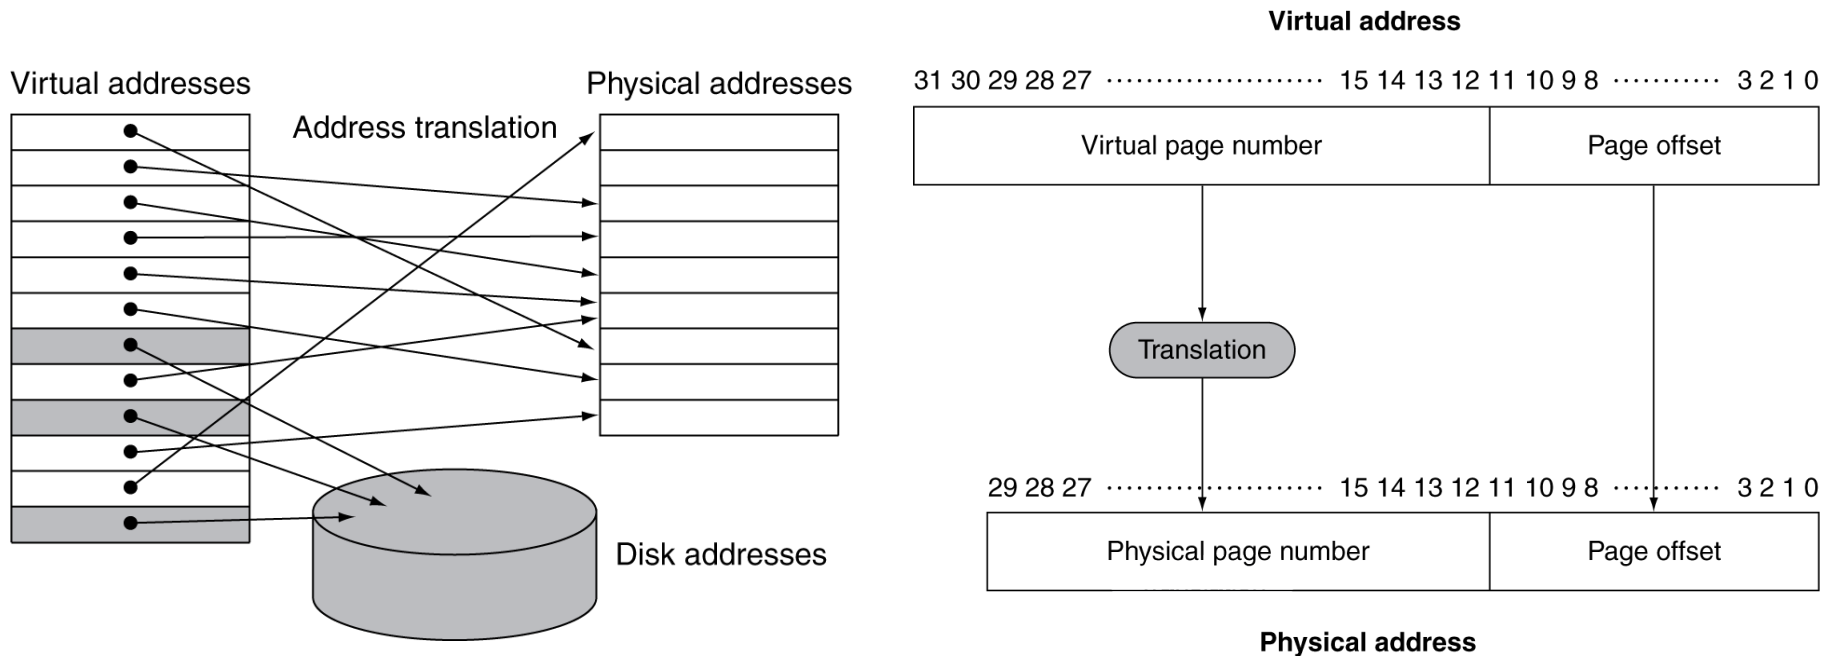 Virtual addresses
Address translation
Physical addresses
Disk addresses
Virtual address
31 30 29 28 27 ······················ 15 14 13 12 11 10 9 8 ··········· 3 2 1 0
Virtual page number
Page offset
Translation
29 28 27 ······················ 15 14 13 12 11 10 9 8 ··········· 3 2 1 0
Physical page number
Page offset
Physical address